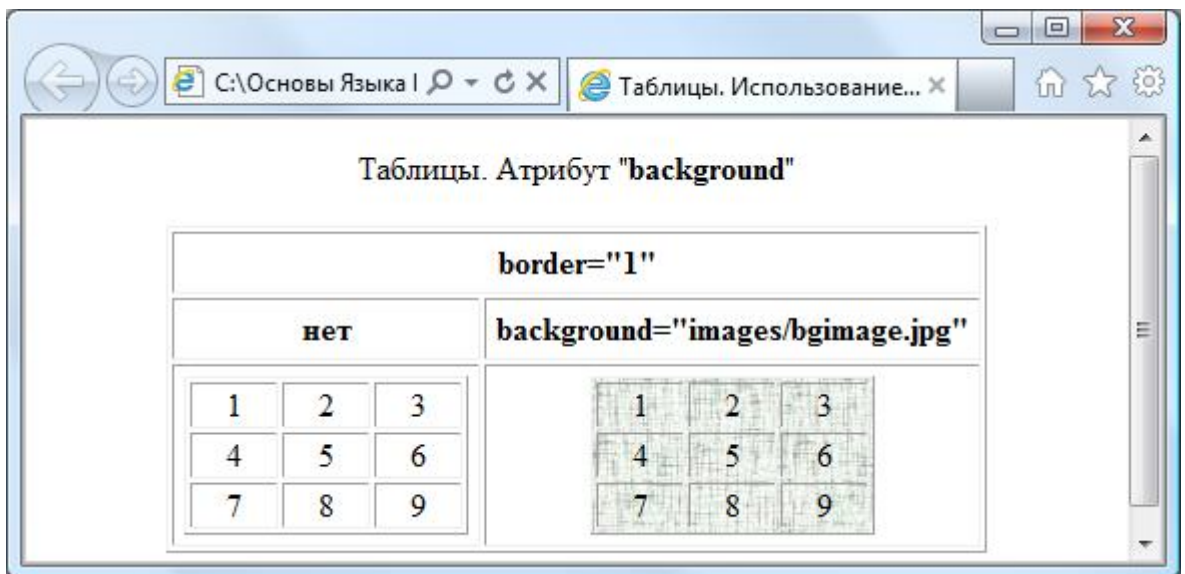 C:\Основы Языка
Таблицы. Использование...
Таблицы. Атрибут "background"
border="1"
нет background="images/bgimage.jpg"
1 2 3 1 2 3
4 5 6 4 5 6
7 8 9 7 8 9